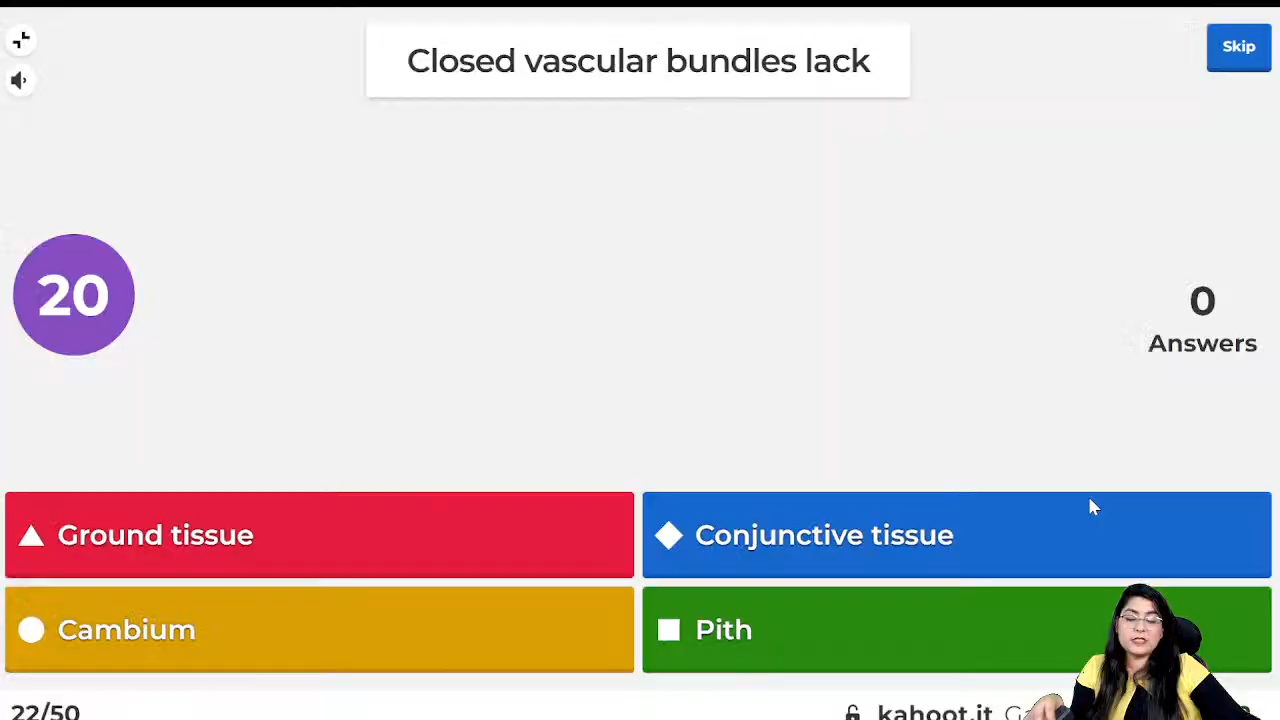 Closed vascular bundles lack
Skip
20
0
Answers
Ground tissue
Conjunctive tissue
Cambium
Pith
22/50
kahoot.it